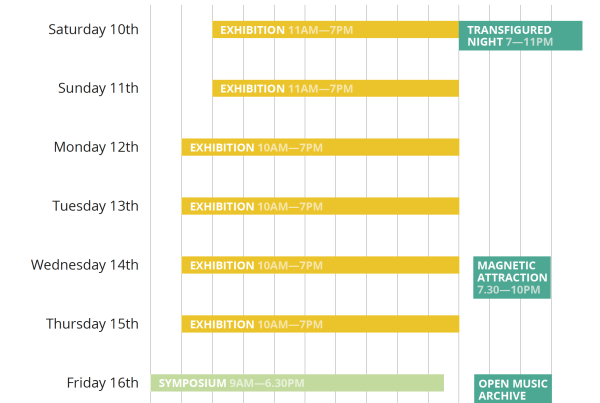 Saturday 10th
EXHIBITION 11AM—7PM
TRANSFIGURED
NIGHT 7—11PM
Sunday 11th
EXHIBITION 11AM—7PM
Monday 12th
EXHIBITION 10AM—7PM
Tuesday 13th
EXHIBITION 10AM—7PM
Wednesday 14th
EXHIBITION 10AM—7PM
MAGNETIC
ATTRACTION
7.30—10PM
Thursday 15th
EXHIBITION 10AM—7PM
Friday 16th
SYMPOSIUM 9AM—6.30PM
OPEN MUSIC
ARCHIVE